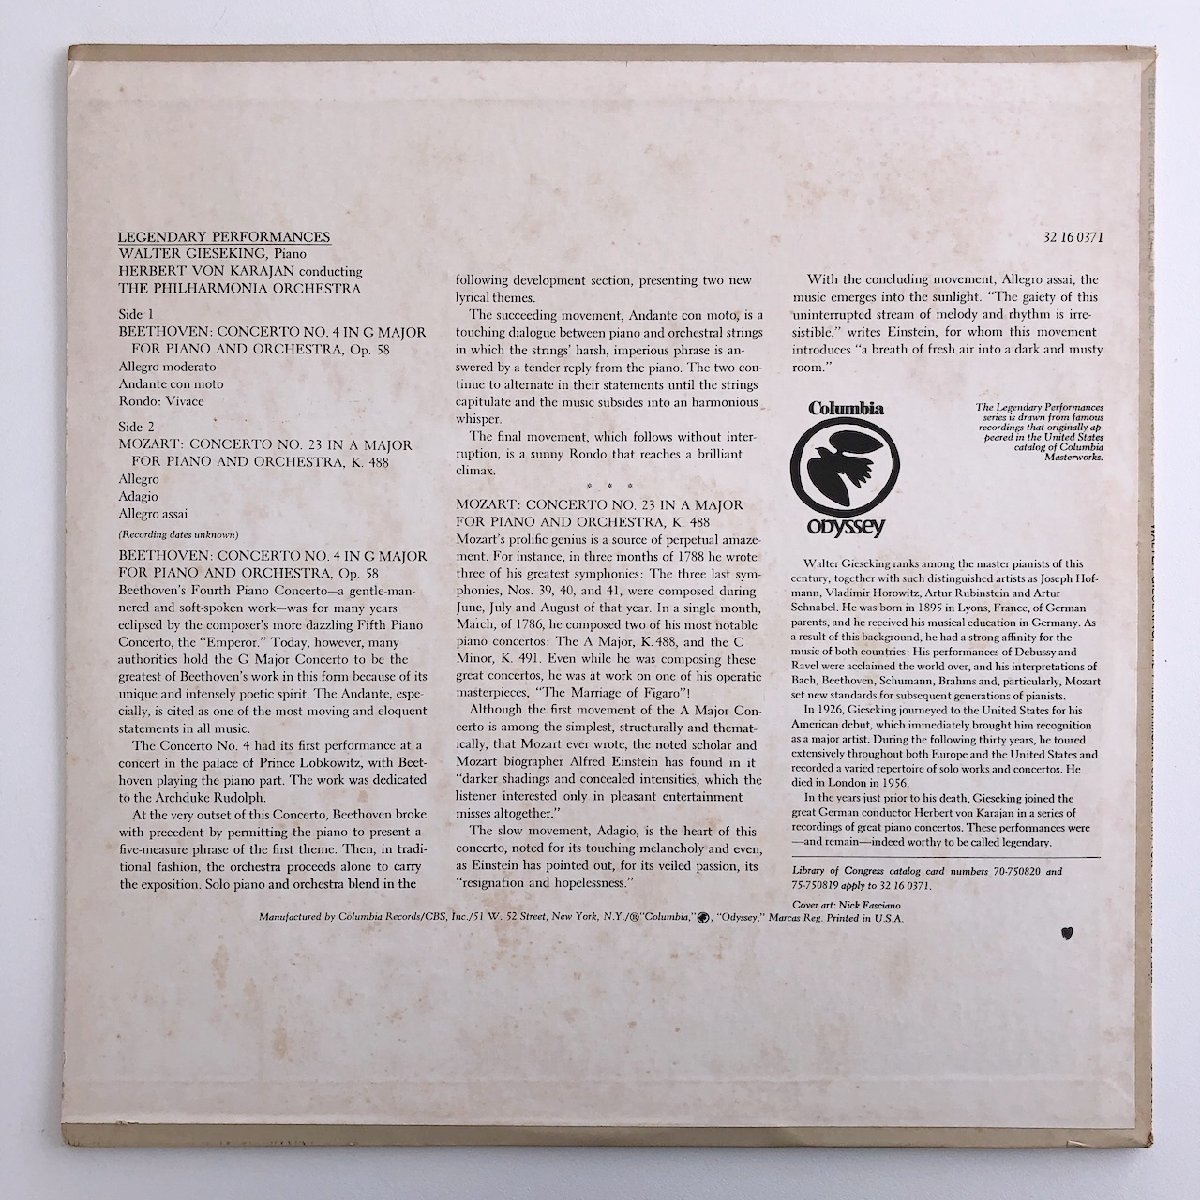 LEGENDARY PERFORMANCES
WALTER GIESEKING, Piano
HERBERT VON KARAJAN conducting
THE PHILHARMONIA ORCHESTRA
Side 1
BEETHOVEN: CONCERTO NO. 4 IN G MAJOR
FOR PIANO AND ORCHESTRA, Op. 58
Allegro moderato
Andante con moto
Rondo: Vivace
Side 2
MOZART: CONCERTO NO. 23 IN A MAJOR
FOR PIANO AND ORCHESTRA, K. 488
Allegro
Adagio
Allegro assai
(Recording dates unknown)
BEETHOVEN: CONCERTO NO. 4 IN G MAJOR
FOR PIANO AND ORCHESTRA, Op. 58
Beethoven's Fourth Piano Concerto—a gentle-man-
nered and soft-spoken work—was for many years
eclipsed by the composer's more dazzling Fifth Piano
Concerto, the "Emperor." Today, however, many
authorities hold the G Major Concerto to be the
greatest of Beethoven's work in this form because of its
unique and intensely poetic spirit. The Andante, espe-
cially, is cited as one of the most moving and eloquent
statements in all music.
The Concerto No. 4 had its first performance at a
concert in the palace of Prince Lobkowitz, with Beet-
hoven playing the piano part. The work was dedicated
to the Archduke Rudolph.
At the very outset of this Concerto, Beethoven broke
with precedent by permitting the piano to present a
five-measure phrase of the first theme. Then, in tradi-
tional fashion, the orchestra proceeds alone to carry
the exposition. Solo piano and orchestra blend in the
following development section, presenting two new
lyrical themes.
The succeeding movement, Andante con moto, is a
touching dialogue between piano and orchestral strings
in which the strings' harsh, imperious phrase is an-
swered by a tender reply from the piano. The two con-
tinue to alternate in their statements until the strings
capitulate and the music subsides into an harmonious
whisper.
The final movement, which follows without inter-
ruption, is a sunny Rondo that reaches a brilliant
climax.
* * *
MOZART: CONCERTO NO. 23 IN A MAJOR
FOR PIANO AND ORCHESTRA, K. 488
Mozart's prolific genius is a source of perpetual amaze-
ment. For instance, in three months of 1788 he wrote
three of his greatest symphonies: The three last sym-
phonies, Nos. 39, 40, and 41, were composed during
June, July and August of that year. In a single month,
March, of 1786, he composed two of his most notable
piano concertos: The A Major, K.488, and the C
Minor, K. 491. Even while he was composing these
great concertos, he was at work on one of his operatic
masterpieces, "The Marriage of Figaro"!
Although the first movement of the A Major Con-
certo is among the simplest, structurally and themat-
ically, that Mozart ever wrote, the noted scholar and
Mozart biographer Alfred Einstein has found in it
"darker shadings and concealed intensities, which the
listener interested only in pleasant entertainment
misses altogether."
The slow movement, Adagio, is the heart of this
concerto, noted for its touching melancholy and even,
as Einstein has pointed out, for its veiled passion, its
"resignation and hopelessness."
32 16 0371
With the concluding movement, Allegro assai, the
music emerges into the sunlight. "The gaiety of this
uninterrupted stream of melody and rhythm is irre-
sistible." writes Einstein, for whom this movement
introduces "a breath of fresh air into a dark and musty
room."
Columbia
Odyssey
The Legendary Performances
series is drawn from famous
recordings that originally ap
peared in the United States
catalog of Columbia
Masterworks.
Walter Gieseking ranks among the master pianists of this
century, together with such distinguished artists as Joseph Hof-
mann, Vladimir Horowitz, Artur Rubinstein and Artur
Schnabel. He was born in 1895 in Lyons, France, of German
parents, and he received his musical education in Germany. As
a result of this background, he had a strong affinity for the
music of both countries. His performances of Debussy and
Ravel were acclaimed the world over, and his interpretations of
Bach, Beethoven, Schumann, Brahms and, particularly, Mozart
set new standards for subsequent generations of pianists.
In 1926, Gieseking journeyed to the United States for his
American debut, which immediately brought him recognition
as a major artist. During the following thirty years, he toured
extensively throughout both Europe and the United States and
recorded a varied repertoire of solo works and concertos. He
died in London in 1956.
In the years just prior to his death, Gieseking joined the
great German conductor Herbert von Karajan in a series of
recordings of great piano concertos. These performances were
—and remain—indeed worthy to be called legendary.
Library of Congress catalog card numbers 70-750820 and
75-750819 apply to 32 16 0371.
Cover art: Nick Fasciano
Manufactured by Columbia Records/CBS, Inc./51 W. 52 Street, New York, N.Y./® "Columbia," , "Odyssey," Marcas Reg. Printed in U.S.A.